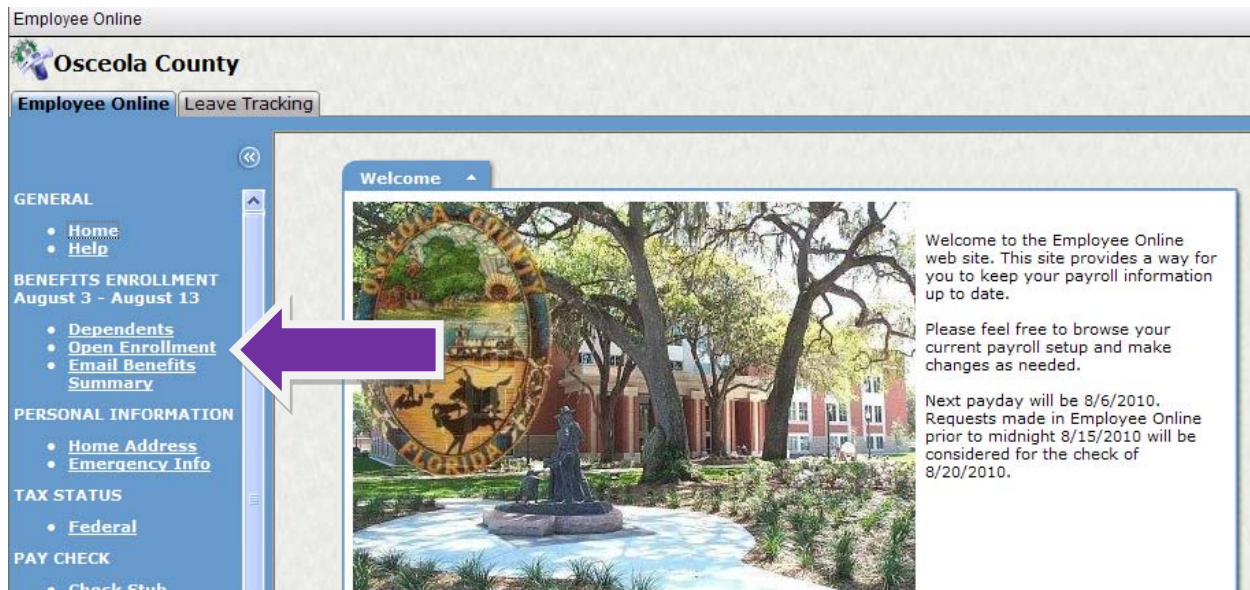 Employee Online
Osceola County
Employee Online
Leave Tracking
GENERAL
Home
Help
BENEFITS ENROLLMENT
August 3 - August 13
Dependents
Open Enrollment
Email Benefits
Summary
PERSONAL INFORMATION
Home Address
Emergency Info
TAX STATUS
Federal
PAY CHECK
Check Stub
Welcome
OSCEOLA COUNTY
FLORIDA
Welcome to the Employee Online
web site. This site provides a way for
you to keep your payroll information
up to date.
Please feel free to browse your
current payroll setup and make
changes as needed.
Next payday will be 8/6/2010.
Requests made in Employee Online
prior to midnight 8/15/2010 will be
considered for the check of
8/20/2010.